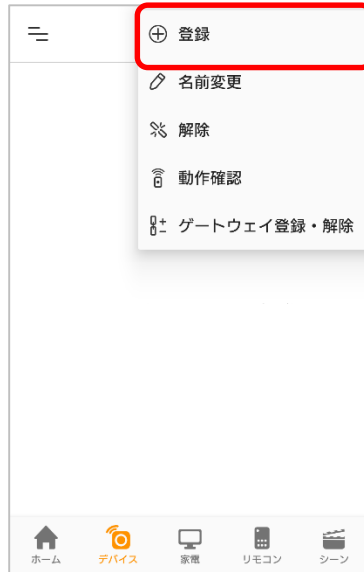 登録
名前変更
解除
動作確認
ゲートウェイ登録・解除
ホーム
デバイス
家電
リモコン
シーン